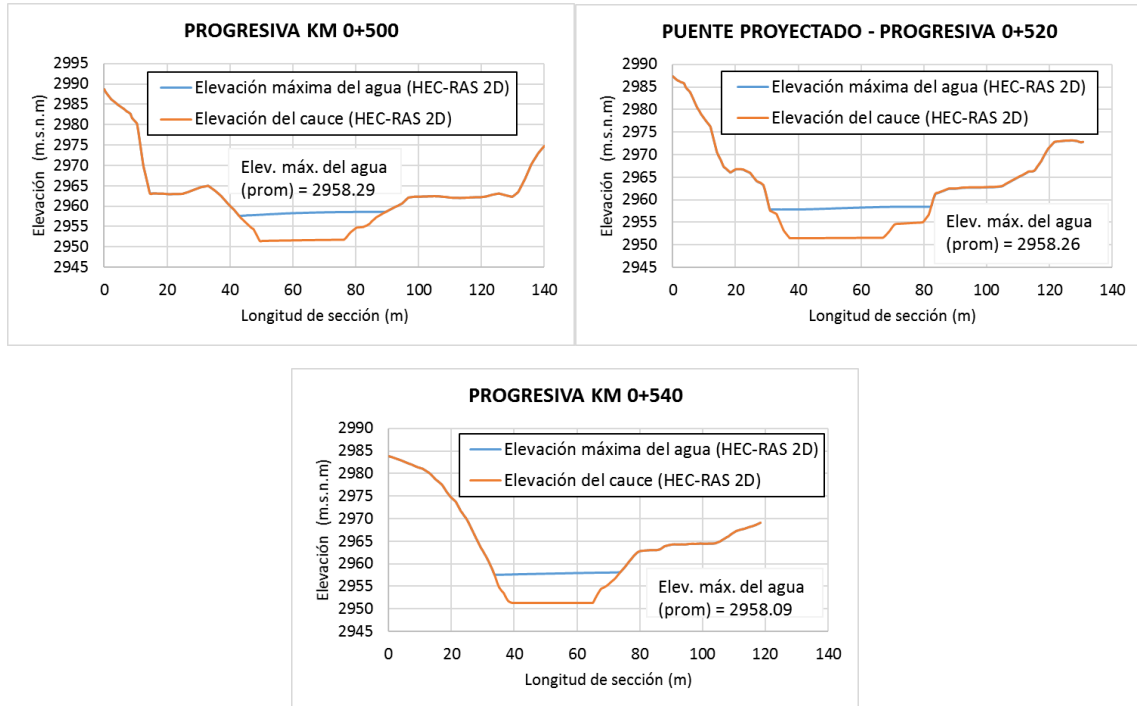 PROGRESIVA KM 0+500
Elevación (m.s.n.m)
2995
2990
2985
2980
2975
2970
2965
2960
2955
2950
2945
Elevación máxima del agua (HEC-RAS 2D)
Elevación del cauce (HEC-RAS 2D)
Elev. máx. del agua
(prom) = 2958.29
0 20 40 60 80 100 120 140
Longitud de sección (m)
PUENTE PROYECTADO - PROGRESIVA 0+520
Elevación (m.s.n.m)
2990
2985
2980
2975
2970
2965
2960
2955
2950
2945
Elevación máxima del agua (HEC-RAS 2D)
Elevación del cauce (HEC-RAS 2D)
Elev. máx. del agua
(prom) = 2958.26
0 20 40 60 80 100 120 140
Longitud de sección (m)
PROGRESIVA KM 0+540
Elevación (m.s.n.m)
2990
2985
2980
2975
2970
2965
2960
2955
2950
2945
Elevación máxima del agua (HEC-RAS 2D)
Elevación del cauce (HEC-RAS 2D)
Elev. máx. del agua
(prom) = 2958.09
0 20 40 60 80 100 120 140
Longitud de sección (m)